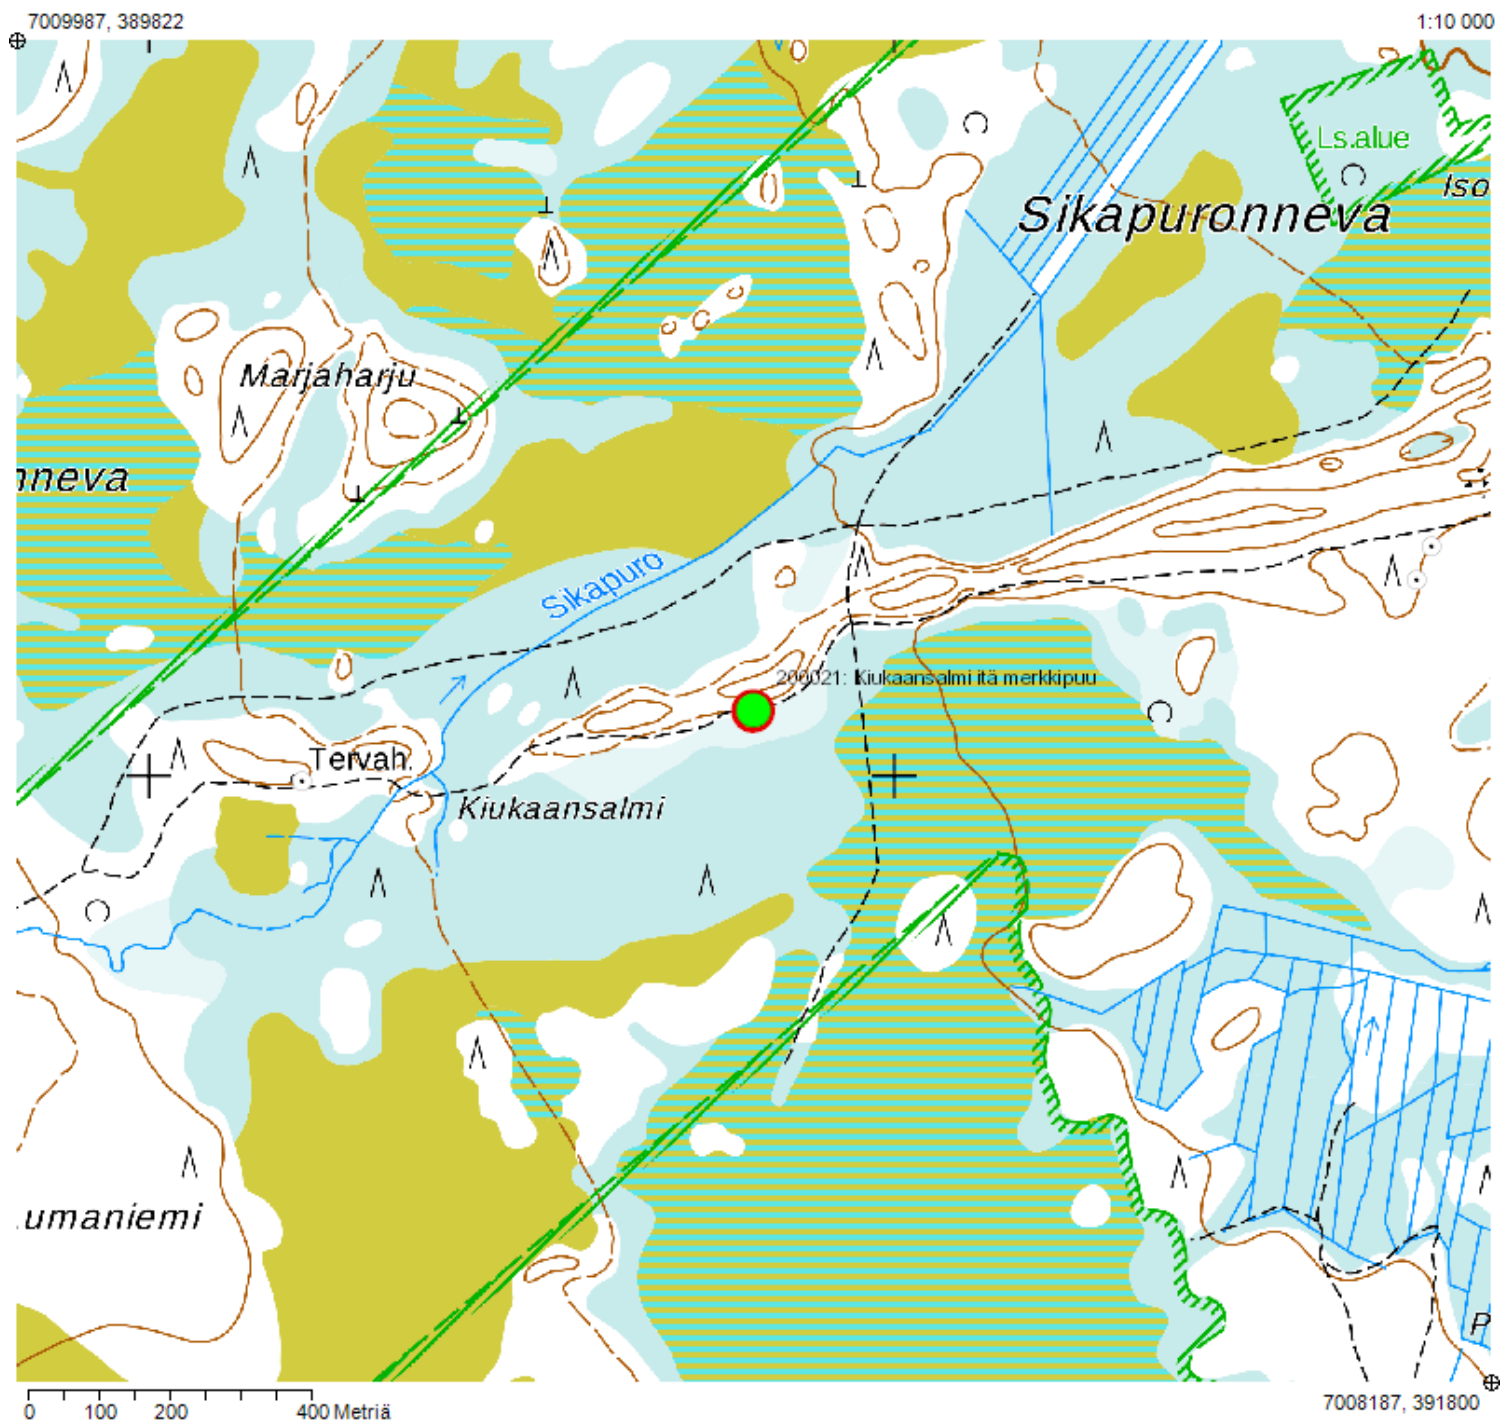 7009987, 389822
1:10 000
Ls.alue
Iso
Sikapuronneva
Marjaharju
nneva
Sikapuro
200021: Kiukaansalmi itä merkkipuu
Tervah.
Kiukaansalmi
umaniemi
P
0 100 200 400 Metriä
7008187, 391800